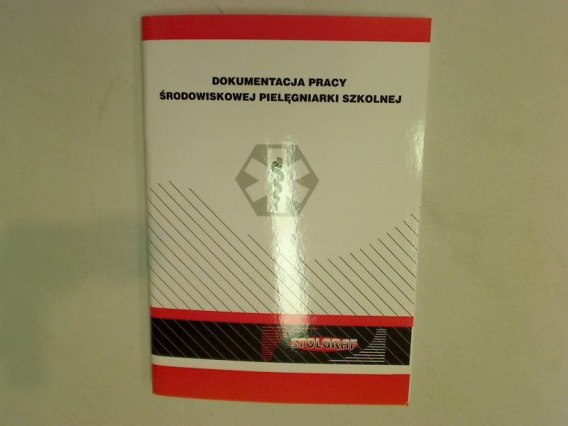 DOKUMENTACJA PRACY
ŚRODOWISKOWEJ PIELĘGNIARKI SZKOLNEJ
STOLGRAF